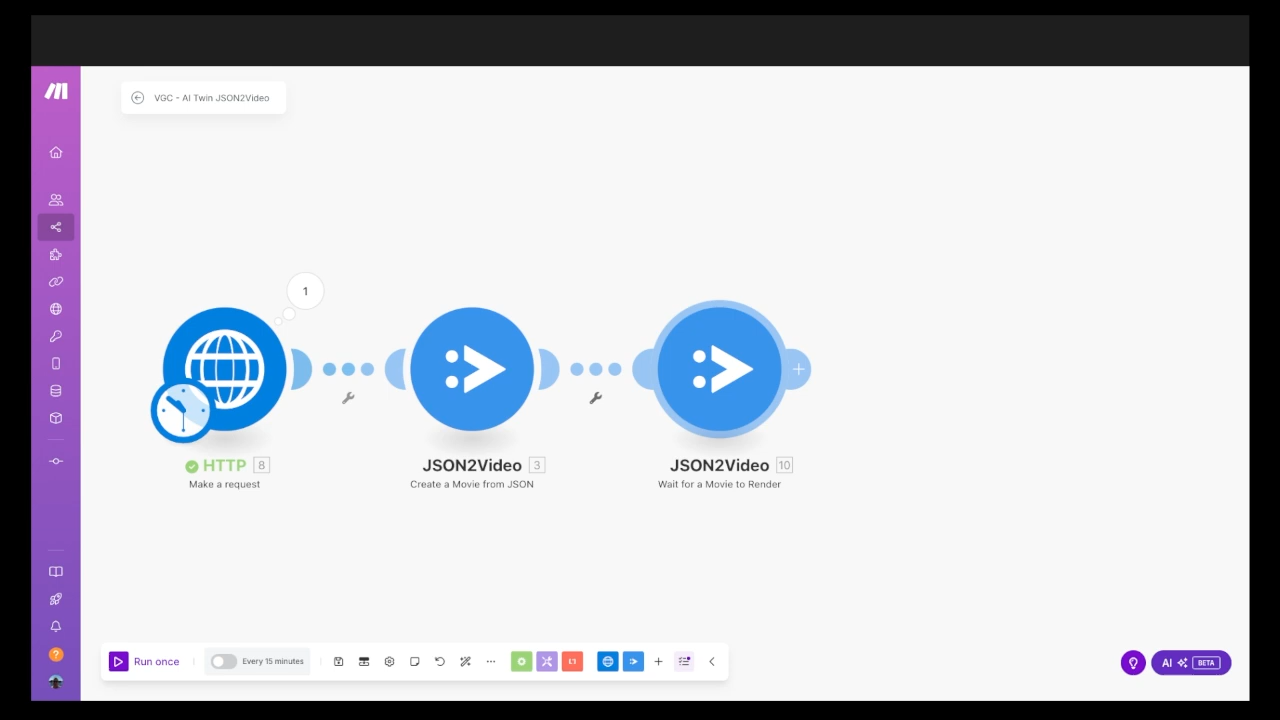 VGC - AI Twin JSON2Video
1
HTTP 8
Make a request
JSON2Video 3
Create a Movie from JSON
JSON2Video 10
Wait for a Movie to Render
Run once
Every 15 minutes
AI BETA